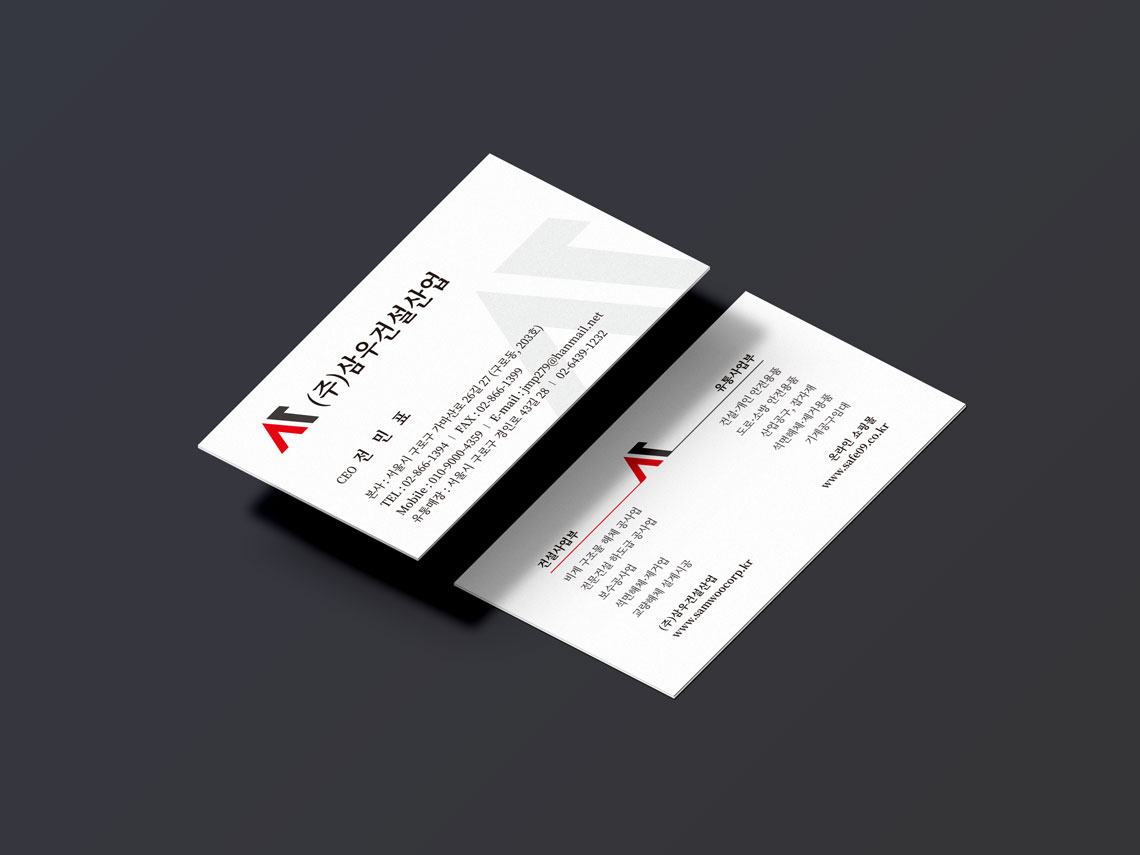 (주)삼우건설산업
CEO 전 민 표
본사 : 서울시 구로구 가마산로 26길 27 (구로동, 203호)
TEL : 02-866-1394 | FAX : 02-866-1399
Mobile : 010-9000-4359 | E-mail : jmp279@hanmail.net
유통매장 : 서울시 구로구 경인로 43길 28 | 02-6439-1232
건설사업부
비계 구조물 해체 공사업
전문건설 하도급 공사업
보수공사업
석면해체·제거업
교량해체 설계시공
(주)삼우건설산업
www.samwoocorp.kr
유통사업부
건설·개인 안전용품
도로·소방 안전용품
산업공구, 잡자재
석면해체·제거용품
기계공구임대
온라인 쇼핑몰
www.safe09.co.kr